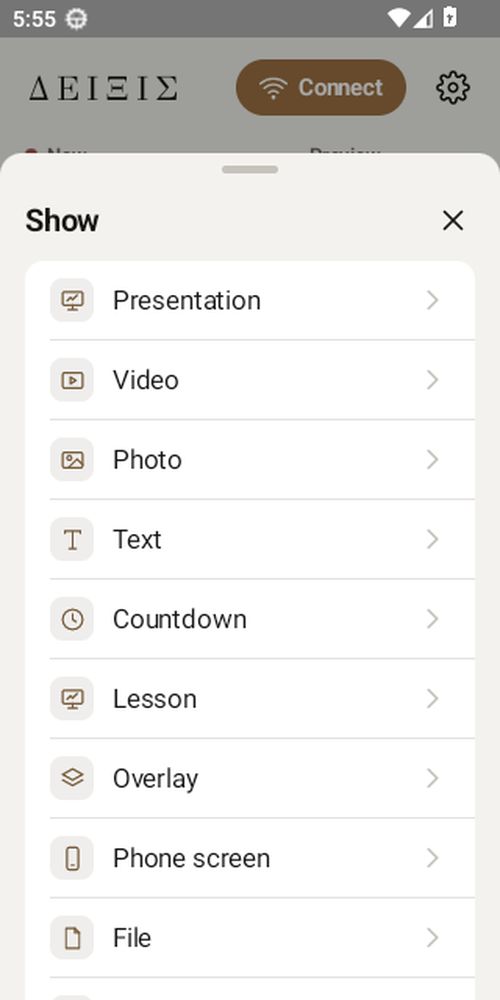 5:55
ΔΕΙΞΙΣ
Connect
Show
Presentation
Video
Photo
Text
Countdown
Lesson
Overlay
Phone screen
File